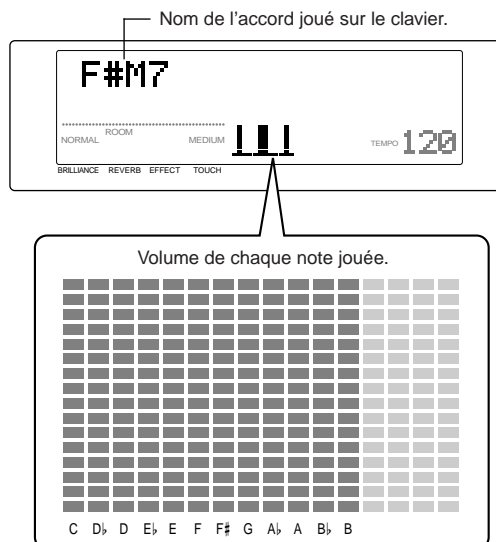 Nom de l'accord joué sur le clavier.
F#M7
ROOM
NORMAL MEDIUM TEMPO 120
BRILLIANCE REVERB EFFECT TOUCH
Volume de chaque note jouée.
C D♭ D E♭ E F F♯ G A♭ A B♭ B